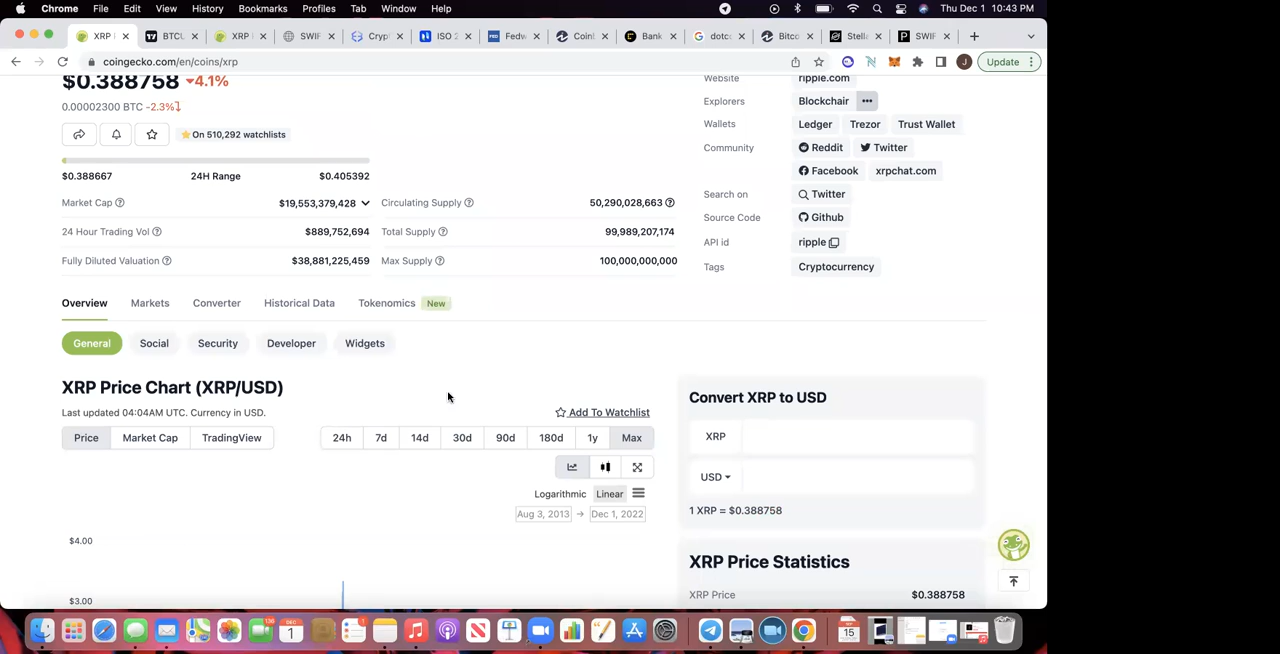 Chrome File Edit View History Bookmarks Profiles Tab Window Help Thu Dec 1 10:43 PM
XRP BTCU XRP SWIF Cryp ISO 2 Fedw Coinb Bank dotco Bitco Stella SWIF
coingecko.com/en/coins/xrp J Update
$0.388758 4.1%
0.00002300 BTC -2.3%
On 510,292 watchlists
$0.388667 24H Range $0.405392
Market Cap $19,553,379,428 Circulating Supply 50,290,028,663
24 Hour Trading Vol $889,752,694 Total Supply 99,989,207,174
Fully Diluted Valuation $38,881,225,459 Max Supply 100,000,000,000
Website ripple.com
Explorers Blockchair
Wallets Ledger Trezor Trust Wallet
Community Reddit Twitter
Facebook xrpchat.com
Search on Twitter
Source Code Github
API id ripple
Tags Cryptocurrency
Overview Markets Converter Historical Data Tokenomics New
General Social Security Developer Widgets
XRP Price Chart (XRP/USD)
Last updated 04:04AM UTC. Currency in USD. Add To Watchlist
Price Market Cap TradingView 24h 7d 14d 30d 90d 180d 1y Max
Logarithmic Linear
Aug 3, 2013 → Dec 1, 2022
$4.00
$3.00
Convert XRP to USD
XRP
USD
1 XRP = $0.388758
XRP Price Statistics
XRP Price $0.388758